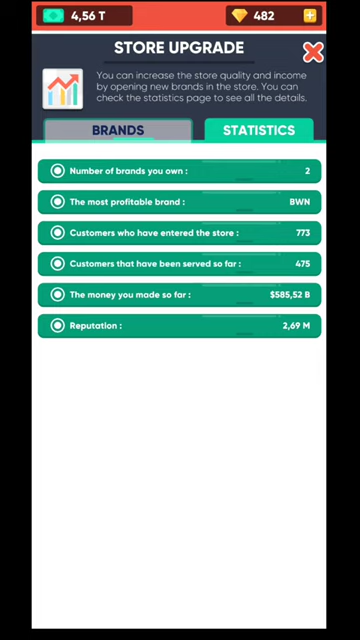 4,56 T
482
STORE UPGRADE
You can increase the store quality and income
by opening new brands in the store. You can
check the statistics page to see all the details.
BRANDS
STATISTICS
Number of brands you own : 2
The most profitable brand : BWN
Customers who have entered the store : 773
Customers that have been served so far : 475
The money you made so far : $585,52 B
Reputation : 2,69 M